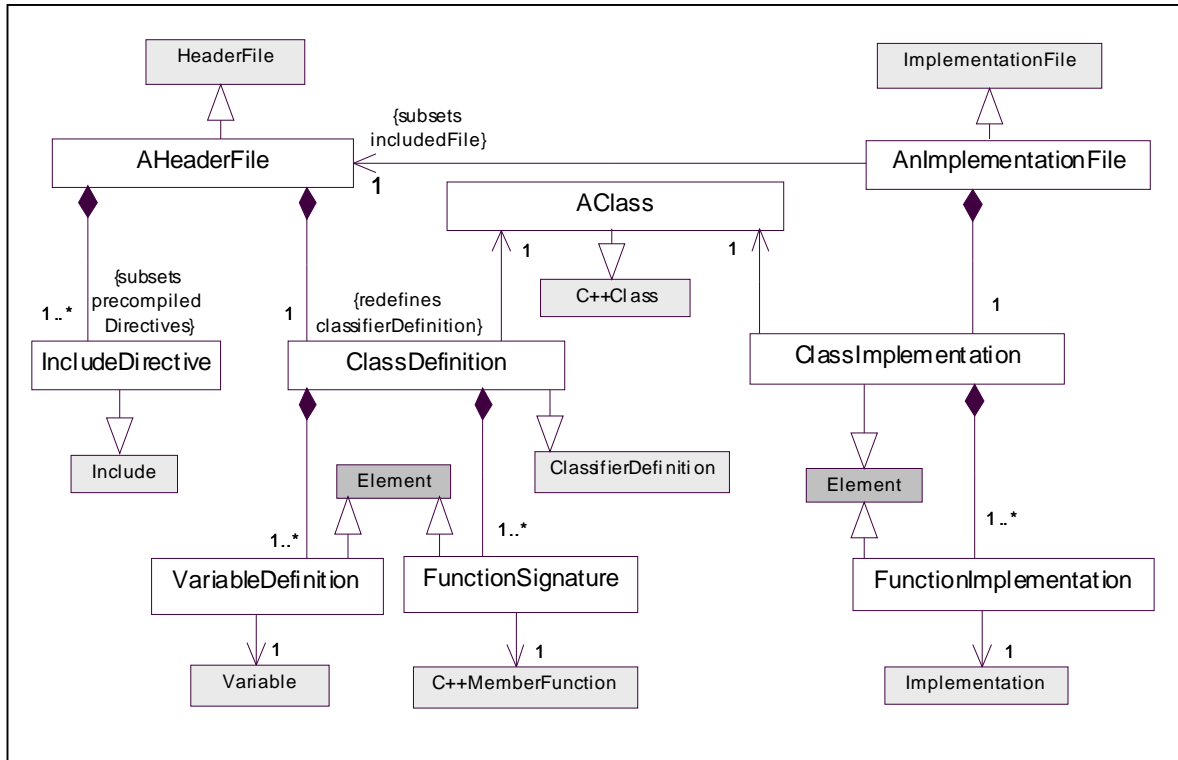 HeaderFile
ImplementationFile
{subsets
includedFile}
AHeaderFile
AnImplementationFile
1
AClass
1
1
{subsets
precompiled
Directives}
1..*
C++Class
{redefines
classifierDefinition}
1
1
IncludeDirective
ClassDefinition
ClassImplementation
Include
ClassifierDefinition
Element
Element
1..*
1..*
1..*
VariableDefinition
FunctionSignature
FunctionImplementation
1
1
1
Variable
C++MemberFunction
Implementation